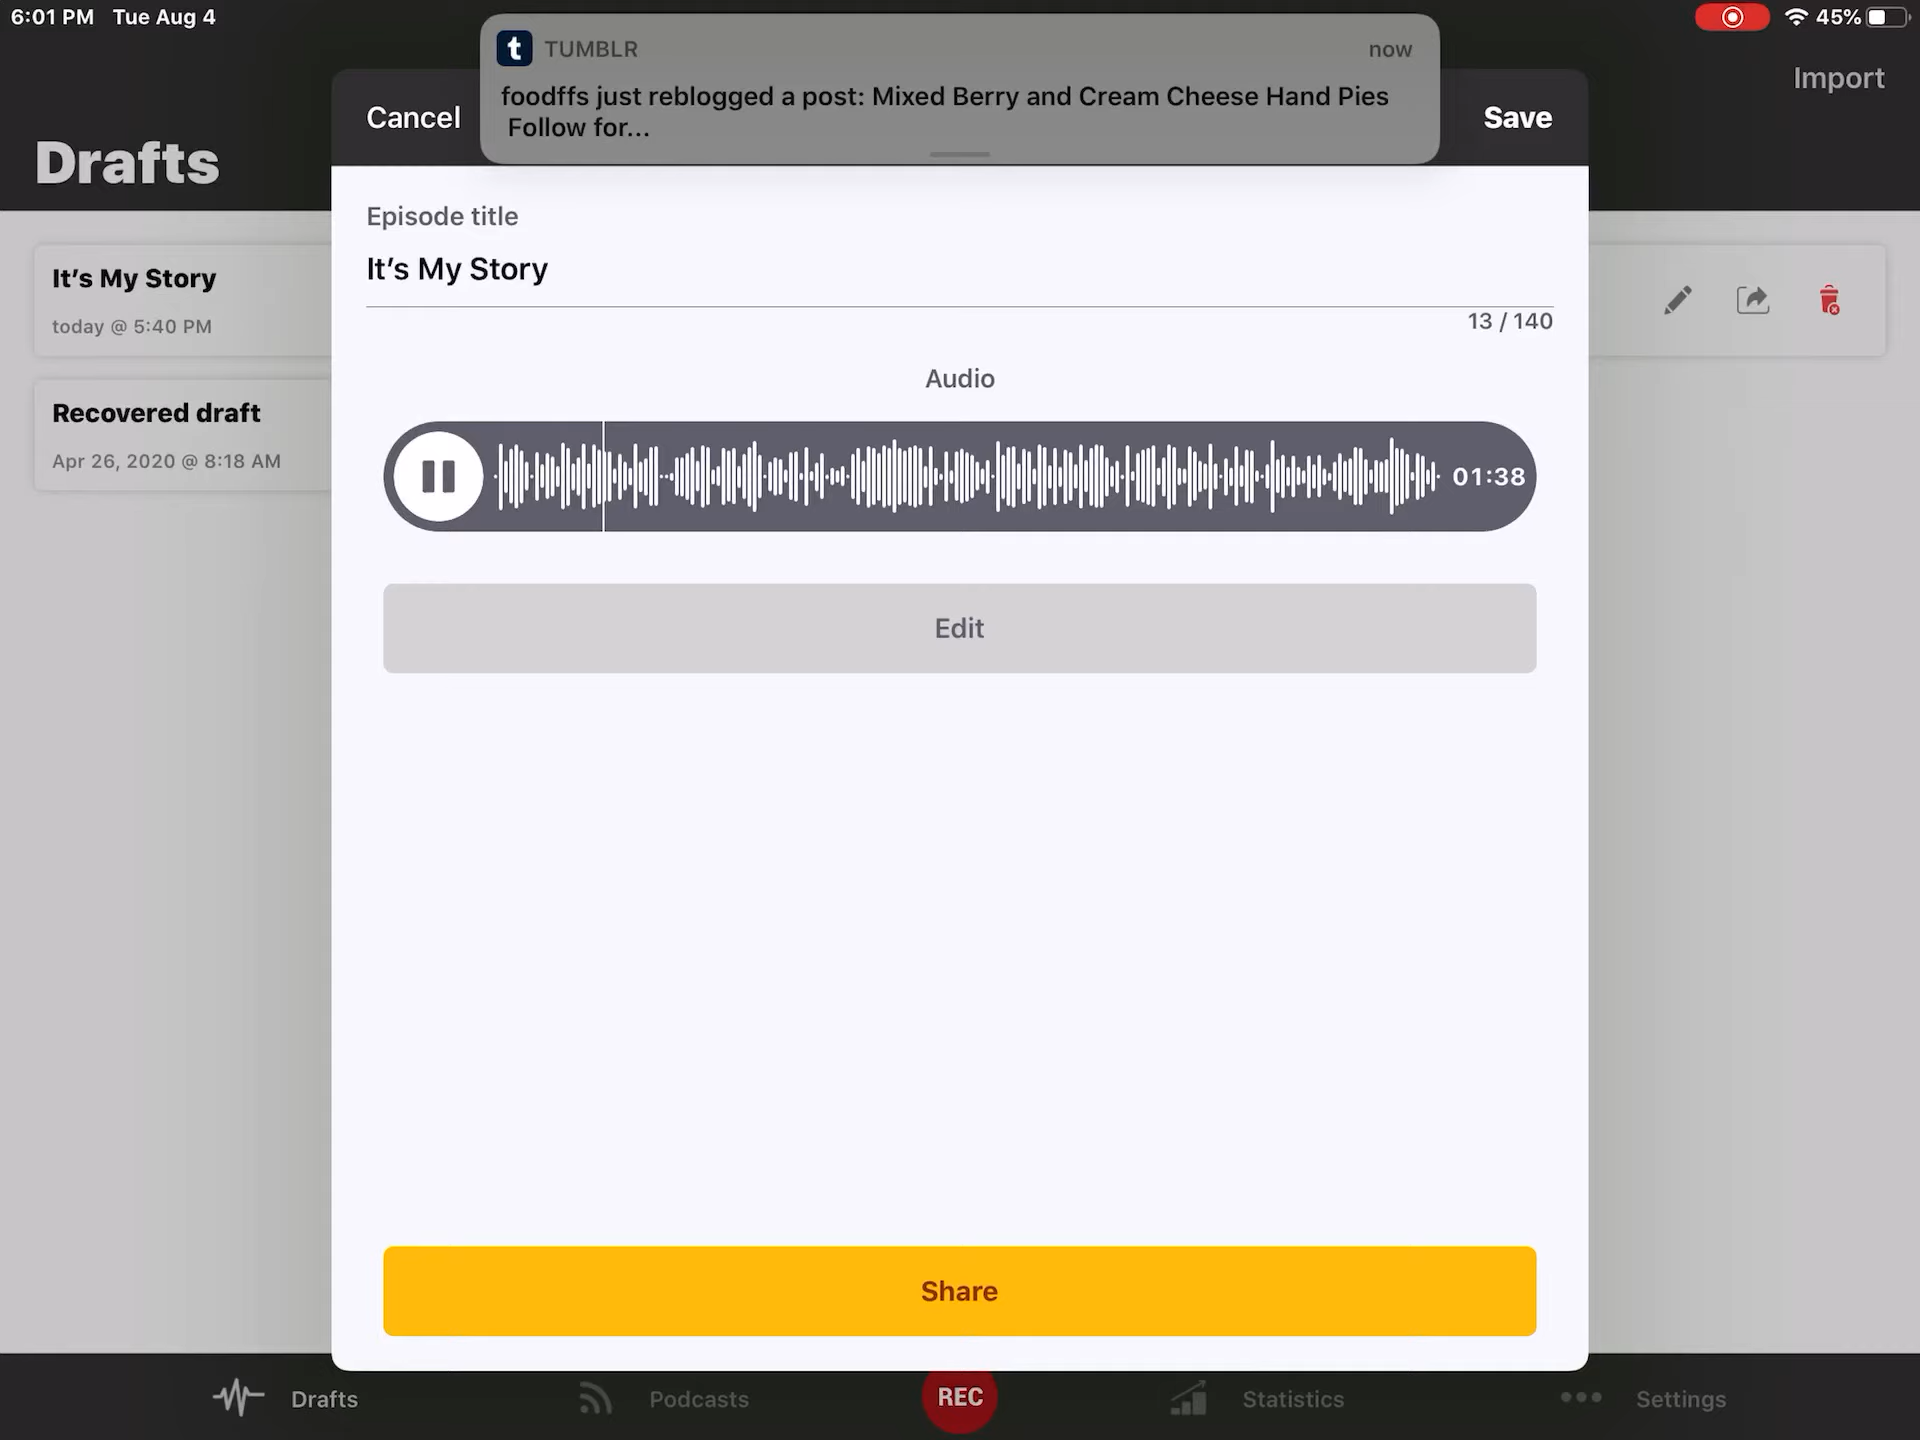 6:01 PM Tue Aug 4
45%
t TUMBLR now
foodffs just reblogged a post: Mixed Berry and Cream Cheese Hand Pies
Follow for...
Import
Cancel
Save
Drafts
Episode title
It's My Story
13 / 140
It's My Story
today @ 5:40 PM
Recovered draft
Apr 26, 2020 @ 8:18 AM
Audio
01:38
Edit
Share
Drafts
Podcasts
REC
Statistics
Settings